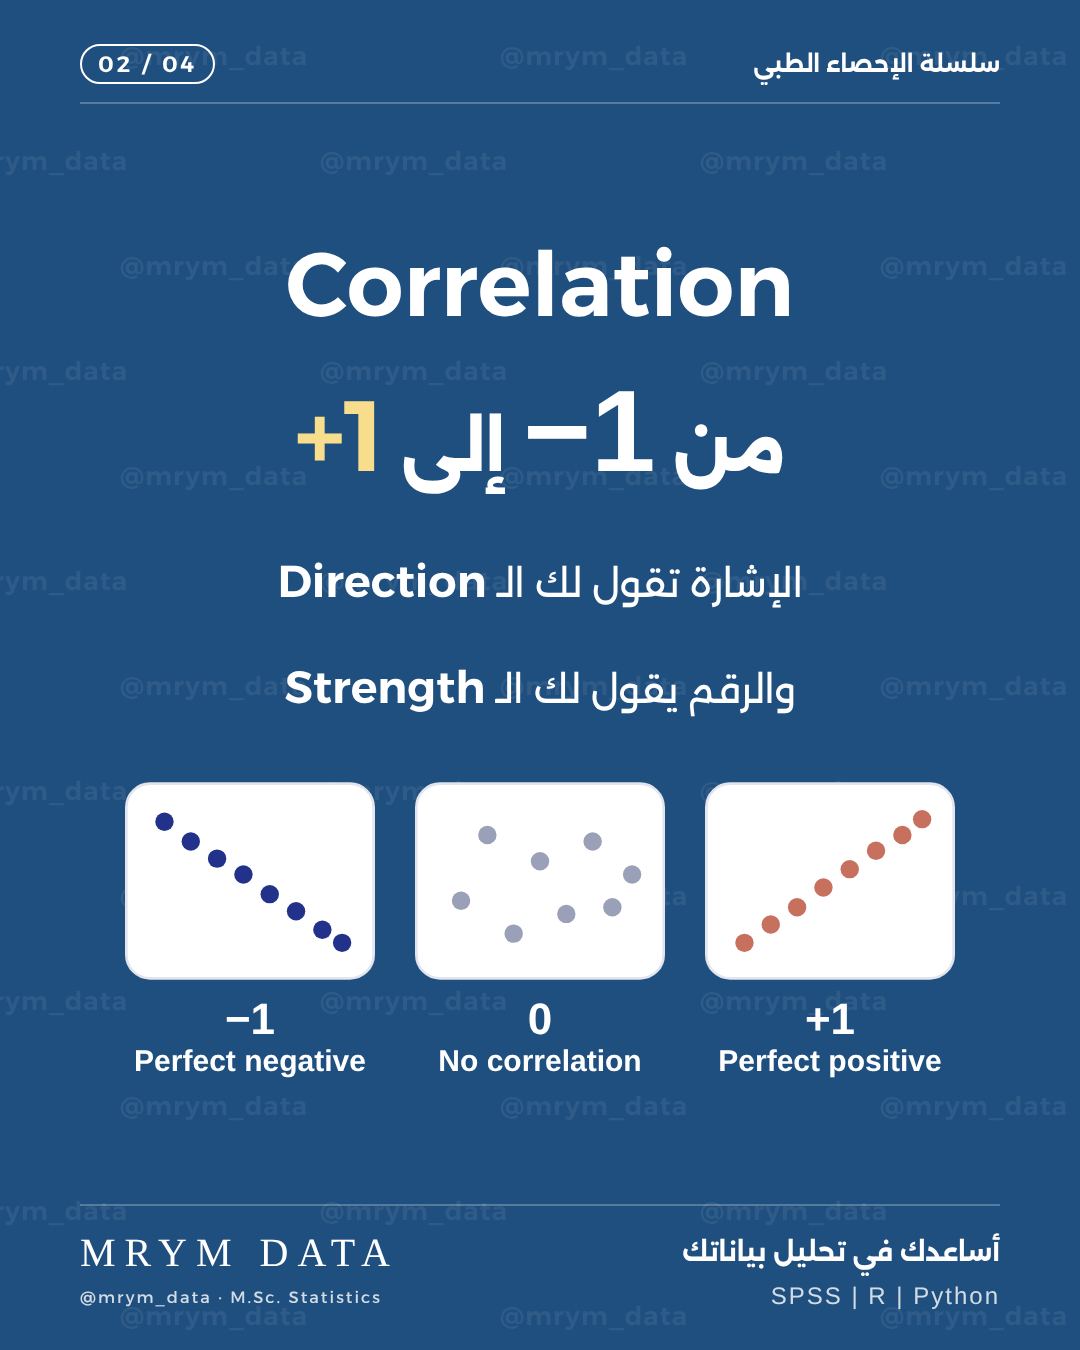 سلسلة الإحصاء الطبي
02 / 04
Correlation
من −1 إلى +1
الإشارة تقول لك الـ Direction
والرقم يقول لك الـ Strength
−1
Perfect negative
0
No correlation
+1
Perfect positive
MRYM DATA
@mrym_data · M.Sc. Statistics
أساعدك في تحليل بياناتك
SPSS | R | Python
@mrym_data